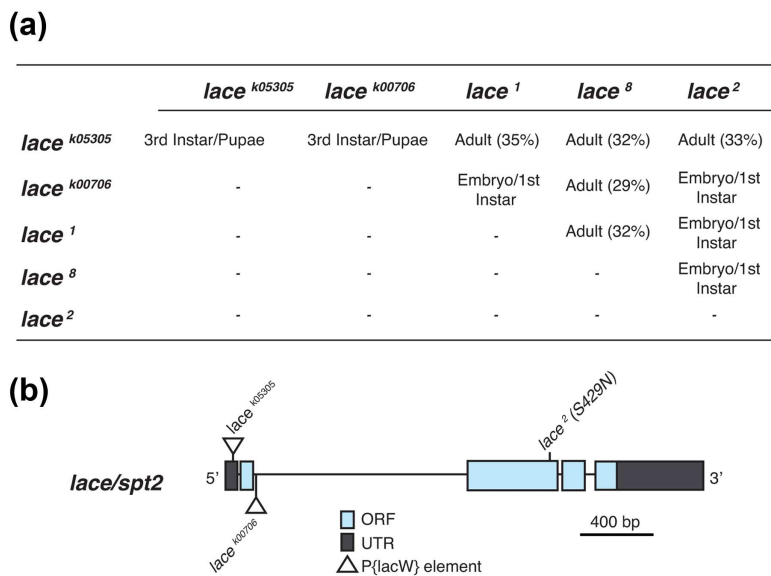 (a)
lace k05305 lace k00706 lace 1 lace 8 lace 2
lace k05305 3rd Instar/Pupae 3rd Instar/Pupae Adult (35%) Adult (32%) Adult (33%)
lace k00706 - - Embryo/1st Instar Adult (29%) Embryo/1st Instar
lace 1 - - - Adult (32%) Embryo/1st Instar
lace 8 - - - - Embryo/1st Instar
lace 2 - - - - -
(b)
lace k05305
lace 2 (S429N)
lace/spt2 5’ 3’
lace k00706
ORF
UTR
P{lacW} element
400 bp